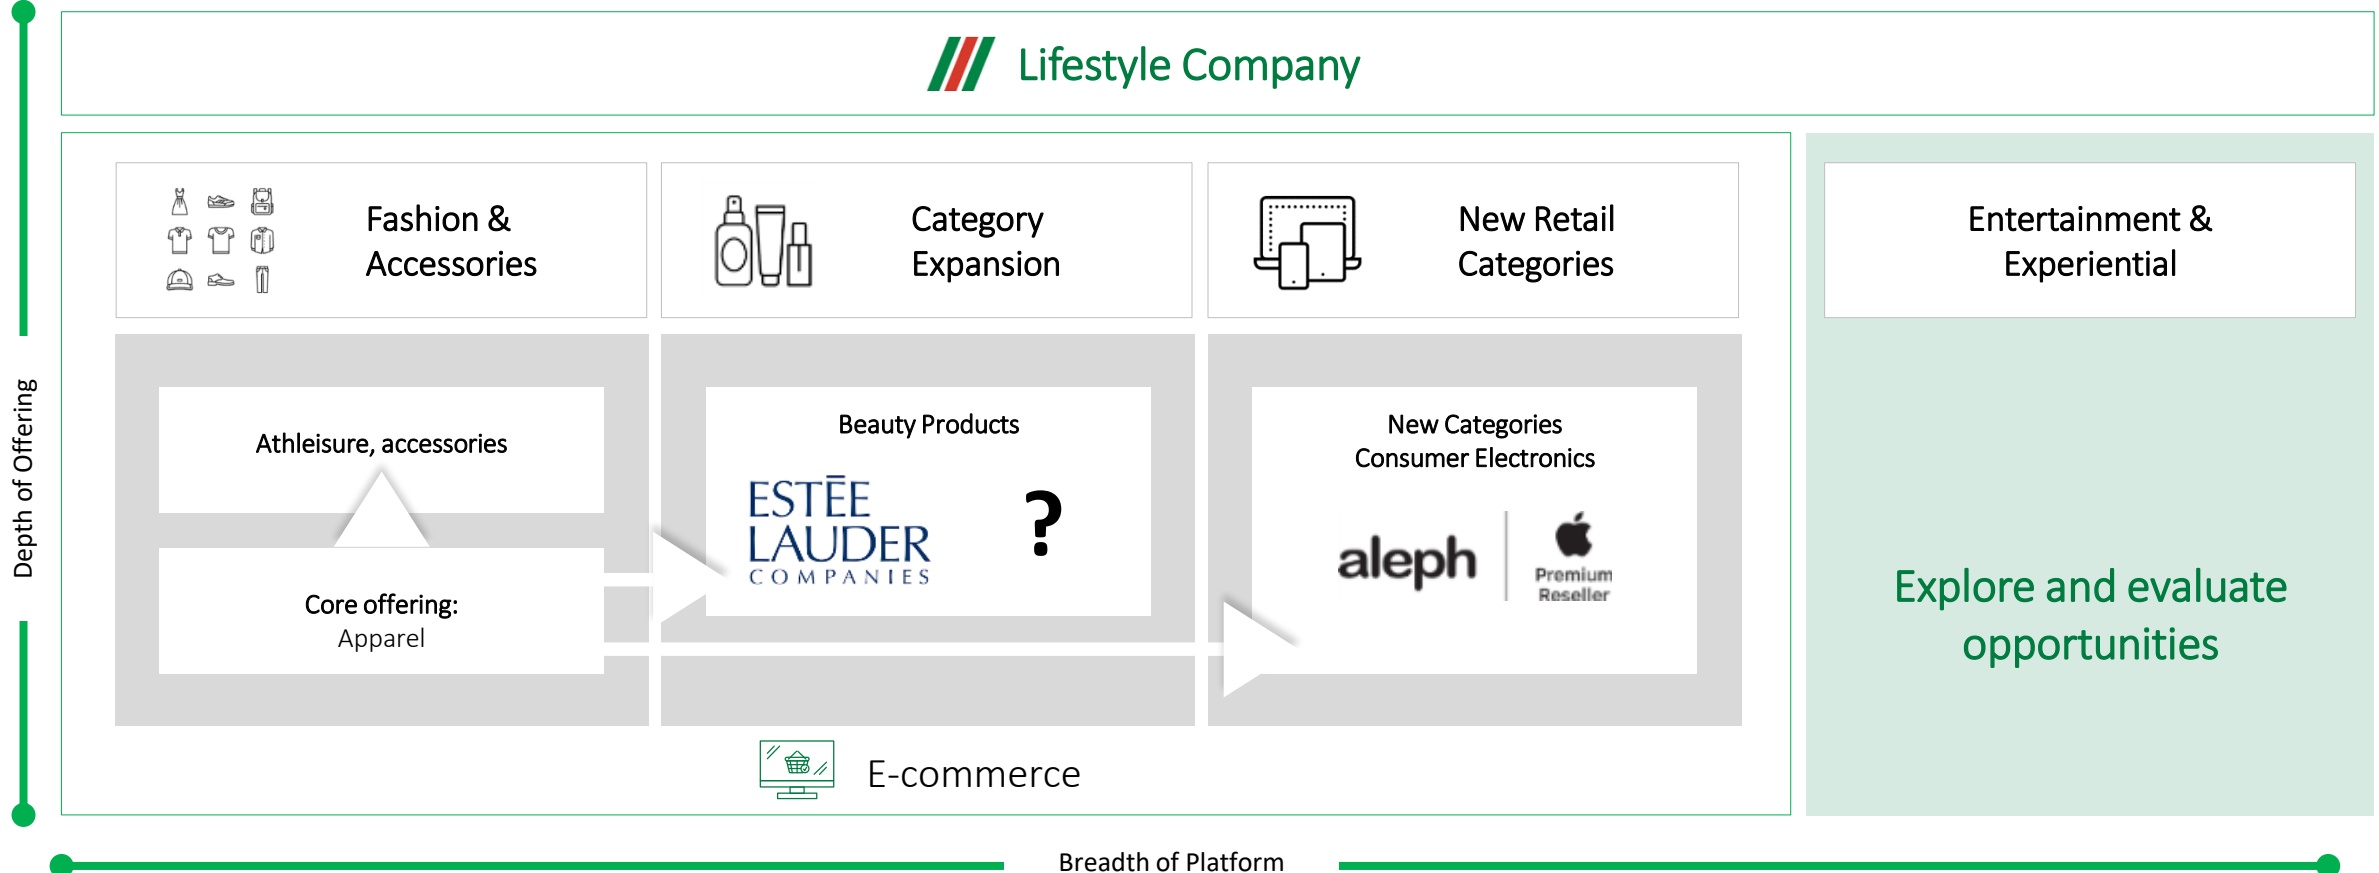 Lifestyle Company
Fashion &
Accessories
Category
Expansion
New Retail
Categories
Entertainment &
Experiential
Depth of Offering
Athleisure, accessories
Core offering:
Apparel
Beauty Products
ESTĒE
LAUDER
COMPANIES
?
New Categories
Consumer Electronics
aleph
Premium
Reseller
Explore and evaluate
opportunities
E-commerce
Breadth of Platform